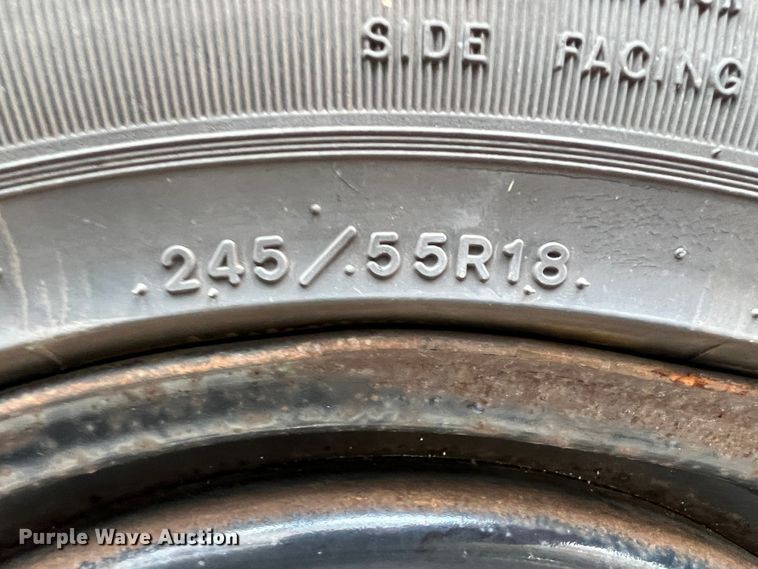 SIDE FACING
245/55R18
Purple Wave Auction